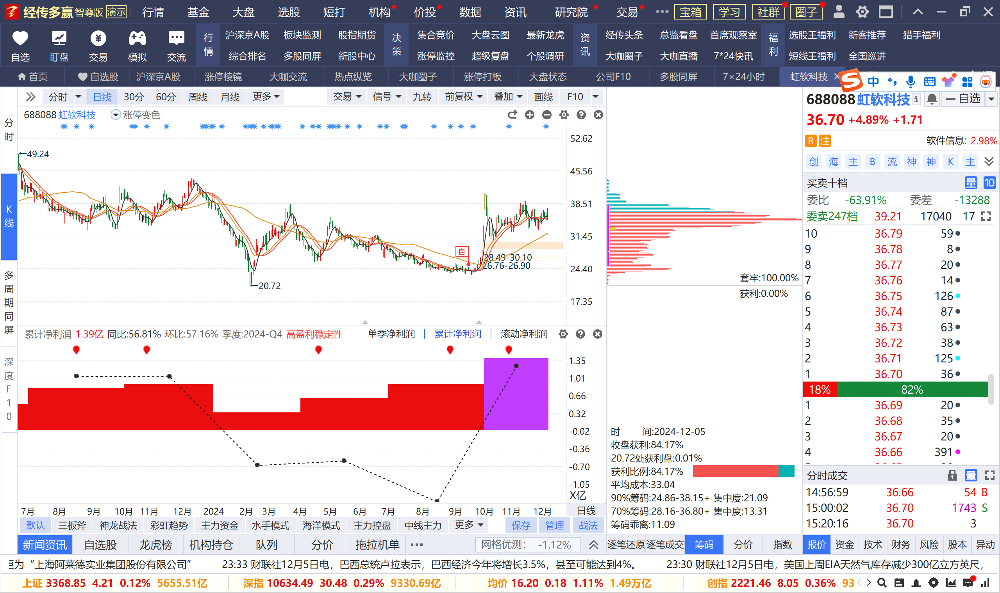 经传多赢 智尊版 演示 行情 基金 大盘 选股 短打 机构 价投 数据 资讯 研究院 交易 宝箱 学习 社群 圈子
自选 盯盘 交易 模拟 交流
行情 沪深京A股 板块监测 股指期货 决策 集合竞价 大盘云图 最新龙虎 资讯 经传头条 总监看盘 首席观察室 福利 选股王福利 新客推荐 猎手福利
综合排名 多股同屏 新股中心 涨停监控 超级复盘 个股调研 大咖圈子 大咖直播 7*24快讯 短线王福利 全国巡讲
首页 自选股 沪深京A股 涨停棱镜 大咖交流 热点纵览 大咖圈子 涨停打板 大盘状态 公司F10 多股同屏 7×24小时 虹软科技
中
分时 日线 30分 60分 周线 月线 更多 交易 信号 九转 前复权 叠加 画线 F10
分时
K线
多周期同屏
深度F10
688088 虹软科技 涨停变色
49.24
20.72
自
28.49-30.10
26.76-26.90
52.62
45.56
38.51
31.45
24.40
17.35
累计净利润 1.39亿 同比:56.81% 环比:57.16% 季度:2024-Q4 高盈利稳定性 单季净利润 | 累计净利润 | 滚动净利润
1.35
1.01
0.66
0.32
-0.02
-0.36
-0.70
-1.05
X亿
7月 8月 9月 10月 11月 12月 2024 2月 3月 4月 5月 6月 7月 8月 9月 10月 11月 12月 日线
默认 三板斧 神龙战法 彩虹趋势 主力资金 水手模式 海洋模式 主力控盘 中线主力 更多 保存 管理 战法
新闻资讯 自选股 龙虎榜 机构持仓 队列 分价 拖拉机单 网格优测： -1.12%
套牢:100.00%
获利:0.00%
时 间:2024-12-05
收盘获利:84.17%
20.72处获利盘:0.01%
获利比例:84.17%
平均成本:33.04
90%筹码:24.86-38.15+ 集中度:21.09
70%筹码:28.16-36.80+ 集中度:13.31
筹码乖离:11.09
逐笔还原 逐笔成交 筹码 分价 指数
688088 虹软科技 自选
36.70 +4.89% +1.71
R 注 软件信息: 2.98%
创 海 主 B 流 神 神 K 主
买卖十档 量 10
委比 -63.91% 委差 -13288
委卖247档 39.21 17040 17
10 36.79 59
9 36.78 8
8 36.77 20
7 36.76 14
6 36.75 126
5 36.74 87
4 36.73 63
3 36.72 38
2 36.71 125
1 36.70 36
18% 82%
1 36.69 20
2 36.68 35
3 36.67 20
4 36.66 391
分时成交 量
14:56:59 36.66 54 B
15:00:02 36.70 1743 S
15:20:16 36.70 3
报价 资金 技术 财务 风险 股本 异动
更为“上海阿莱德实业集团股份有限公司” 23:33 财联社12月5日电，巴西总统卢拉表示，巴西经济今年将增长3.5%，甚至可能达到4%。 23:30 财联社12月5日电，美国上周EIA天然气库存减少300亿立方英尺，
上证 3368.85 4.21 0.12% 5655.51亿 深指 10634.49 30.48 0.29% 9330.69亿 均价 16.20 0.18 1.11% 1.49万亿 创指 2221.46 8.05 0.36% 93